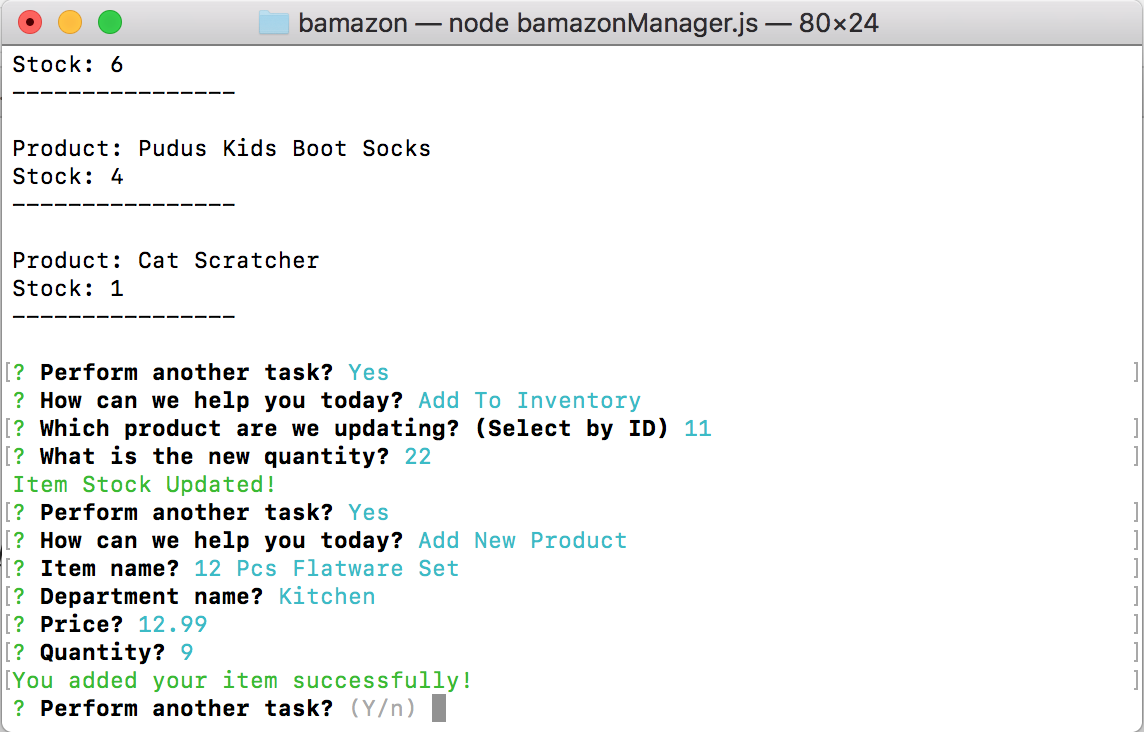 bamazon — node bamazonManager.js — 80×24
Stock: 6
----------------
Product: Pudus Kids Boot Socks
Stock: 4
----------------
Product: Cat Scratcher
Stock: 1
----------------
[? Perform another task? Yes ]
? How can we help you today? Add To Inventory
[? Which product are we updating? (Select by ID) 11 ]
[? What is the new quantity? 22 ]
Item Stock Updated!
[? Perform another task? Yes ]
[? How can we help you today? Add New Product ]
[? Item name? 12 Pcs Flatware Set ]
[? Department name? Kitchen ]
[? Price? 12.99 ]
[? Quantity? 9 ]
[You added your item successfully! ]
? Perform another task? (Y/n)